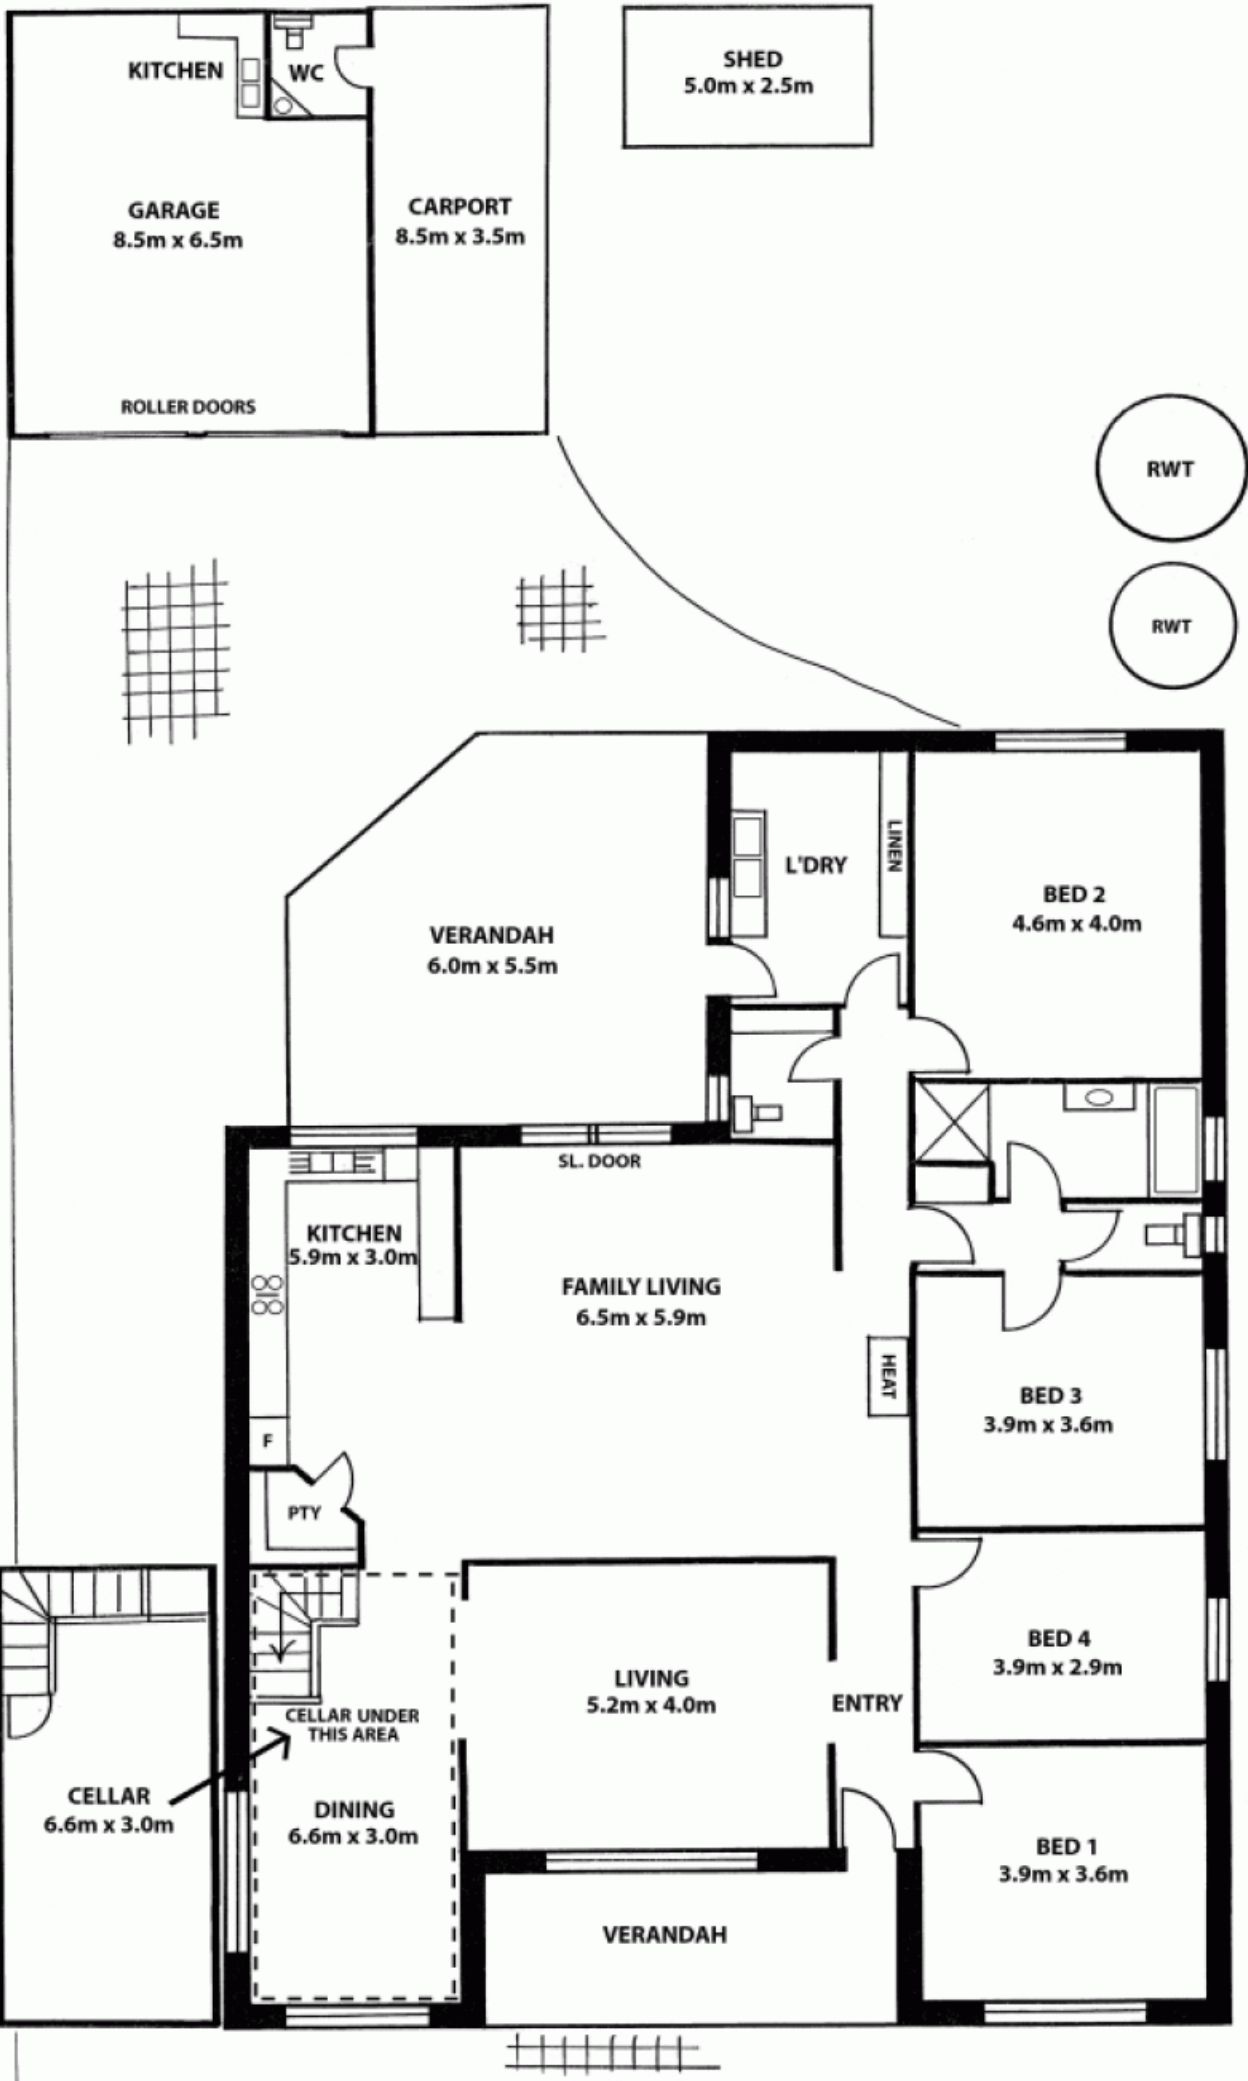 KITCHEN
WC
SHED
5.0m x 2.5m
GARAGE
8.5m x 6.5m
CARPORT
8.5m x 3.5m
ROLLER DOORS
RWT
RWT
L'DRY
LINEN
BED 2
4.6m x 4.0m
VERANDAH
6.0m x 5.5m
SL. DOOR
KITCHEN
5.9m x 3.0m
FAMILY LIVING
6.5m x 5.9m
HEAT
BED 3
3.9m x 3.6m
F
PTY
BED 4
3.9m x 2.9m
LIVING
5.2m x 4.0m
ENTRY
CELLAR UNDER
THIS AREA
CELLAR
6.6m x 3.0m
DINING
6.6m x 3.0m
BED 1
3.9m x 3.6m
VERANDAH